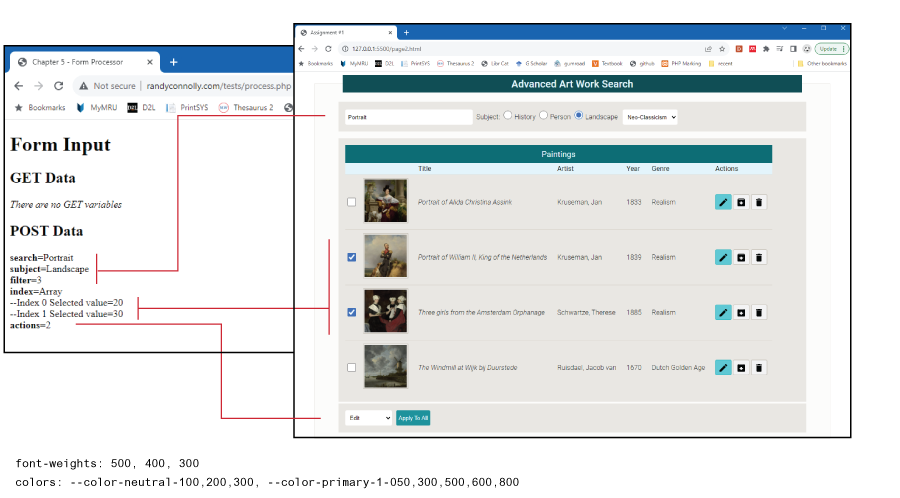 Chapter 5 - Form Processor
Not secure | randyconnolly.com/tests/process.php
Bookmarks MyMRU D2L D2L PrintSYS Thesaurus 2
Form Input
GET Data
There are no GET variables
POST Data
search=Portrait
subject=Landscape
filter=3
index=Array
--Index 0 Selected value=20
--Index 1 Selected value=30
actions=2
Assignment #1
127.0.0.1:5500/page2.html
Update
Bookmarks MyMRU D2L D2L PrintSYS Thesaurus 2 Libr Cat G Scholar gumroad Textbook github PHP Marking recent Other bookmarks
Advanced Art Work Search
Portrait Subject: History Person Landscape Neo-Classicism
Paintings
Title Artist Year Genre Actions
Portrait of Alida Christina Assink Kruseman, Jan 1833 Realism
Portrait of William II, King of the Netherlands Kruseman, Jan 1839 Realism
Three girls from the Amsterdam Orphanage Schwartze, Therese 1885 Realism
The Windmill at Wijk bij Duurstede Ruisdael, Jacob van 1670 Dutch Golden Age
Edit Apply To All
font-weights: 500, 400, 300
colors: --color-neutral-100,200,300, --color-primary-1-050,300,500,600,800